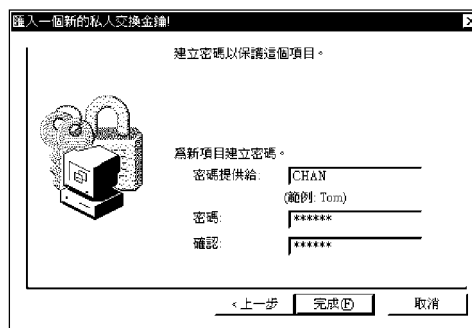 匯入一個新的私人交換金鑰!
建立密碼以保護這個項目。
為新項目建立密碼。
密碼提供給: CHAN
(範例: Tom)
密碼: ******
確認: ******
<上一步 完成(F) 取消